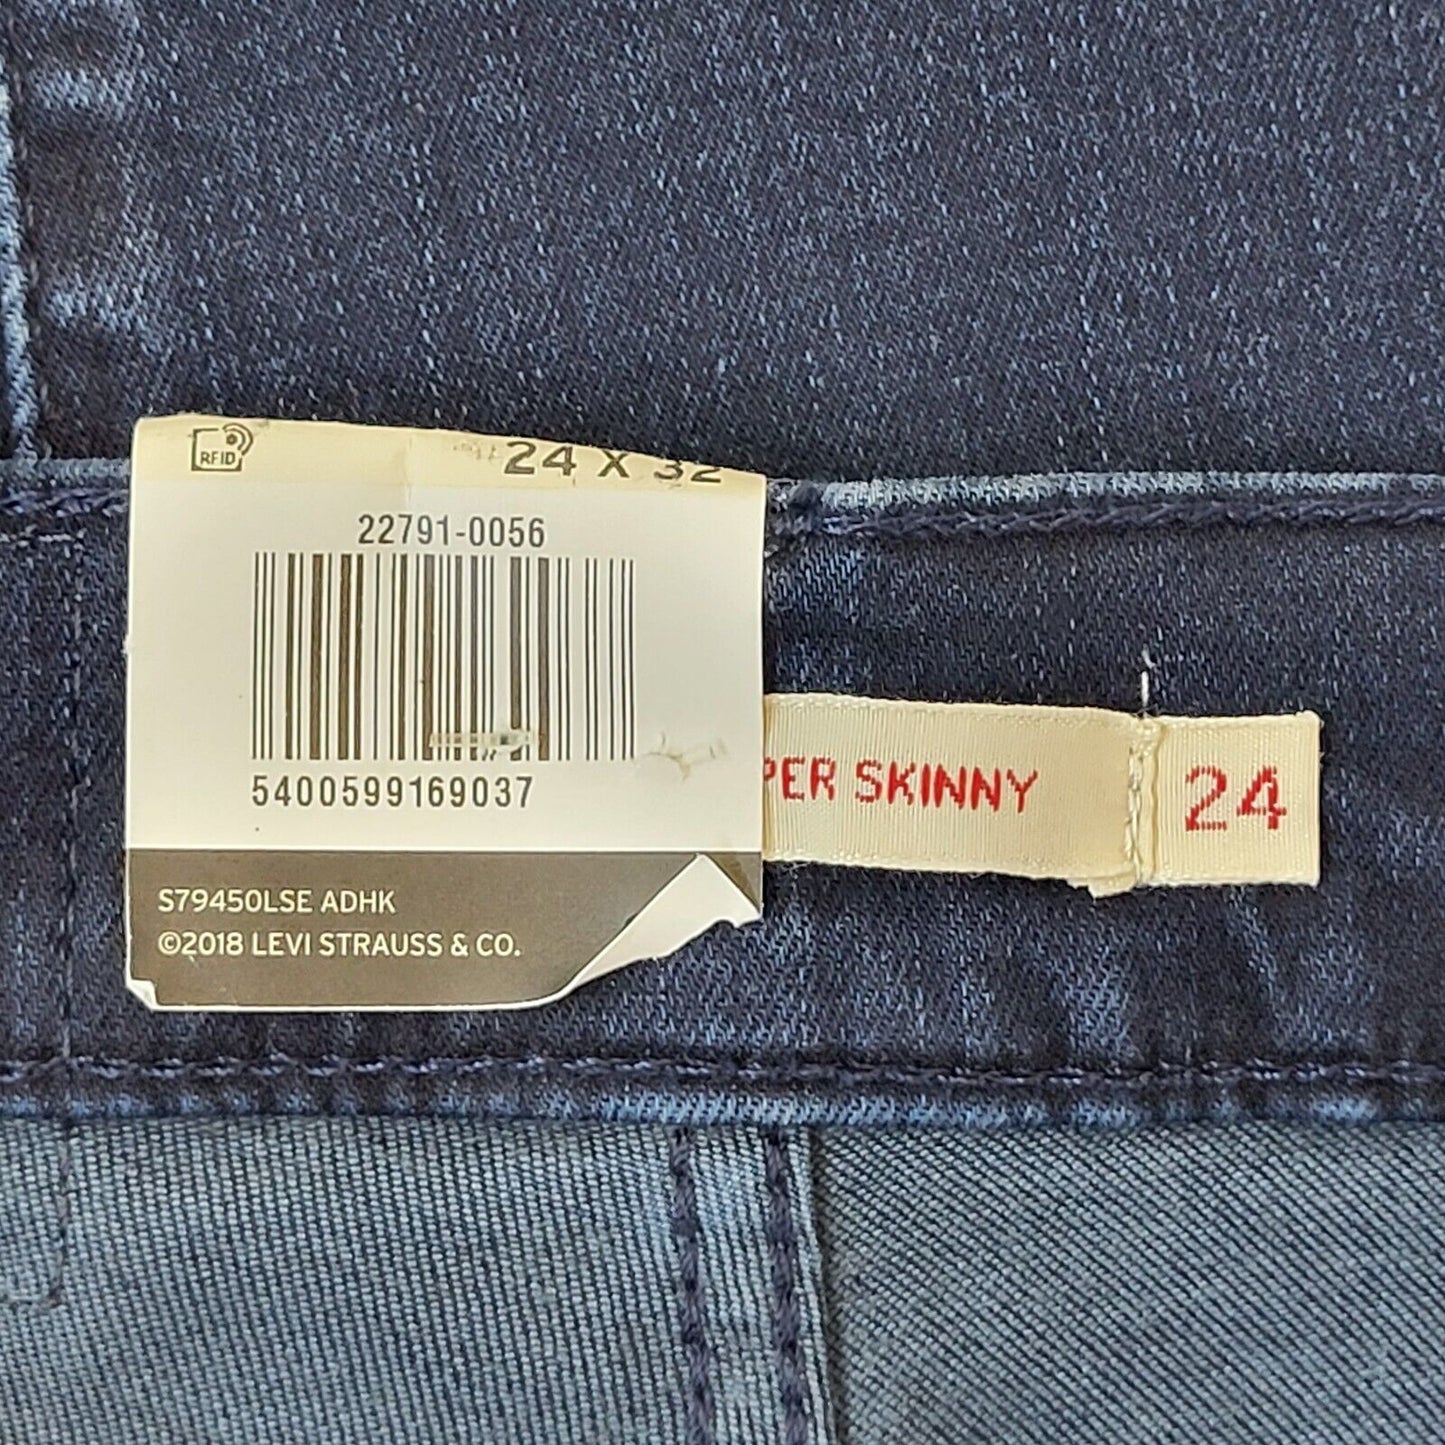 RFID
24 X 32
22791-0056
5400599169037
S79450LSE ADHK
©2018 LEVI STRAUSS & CO.
PER SKINNY
24